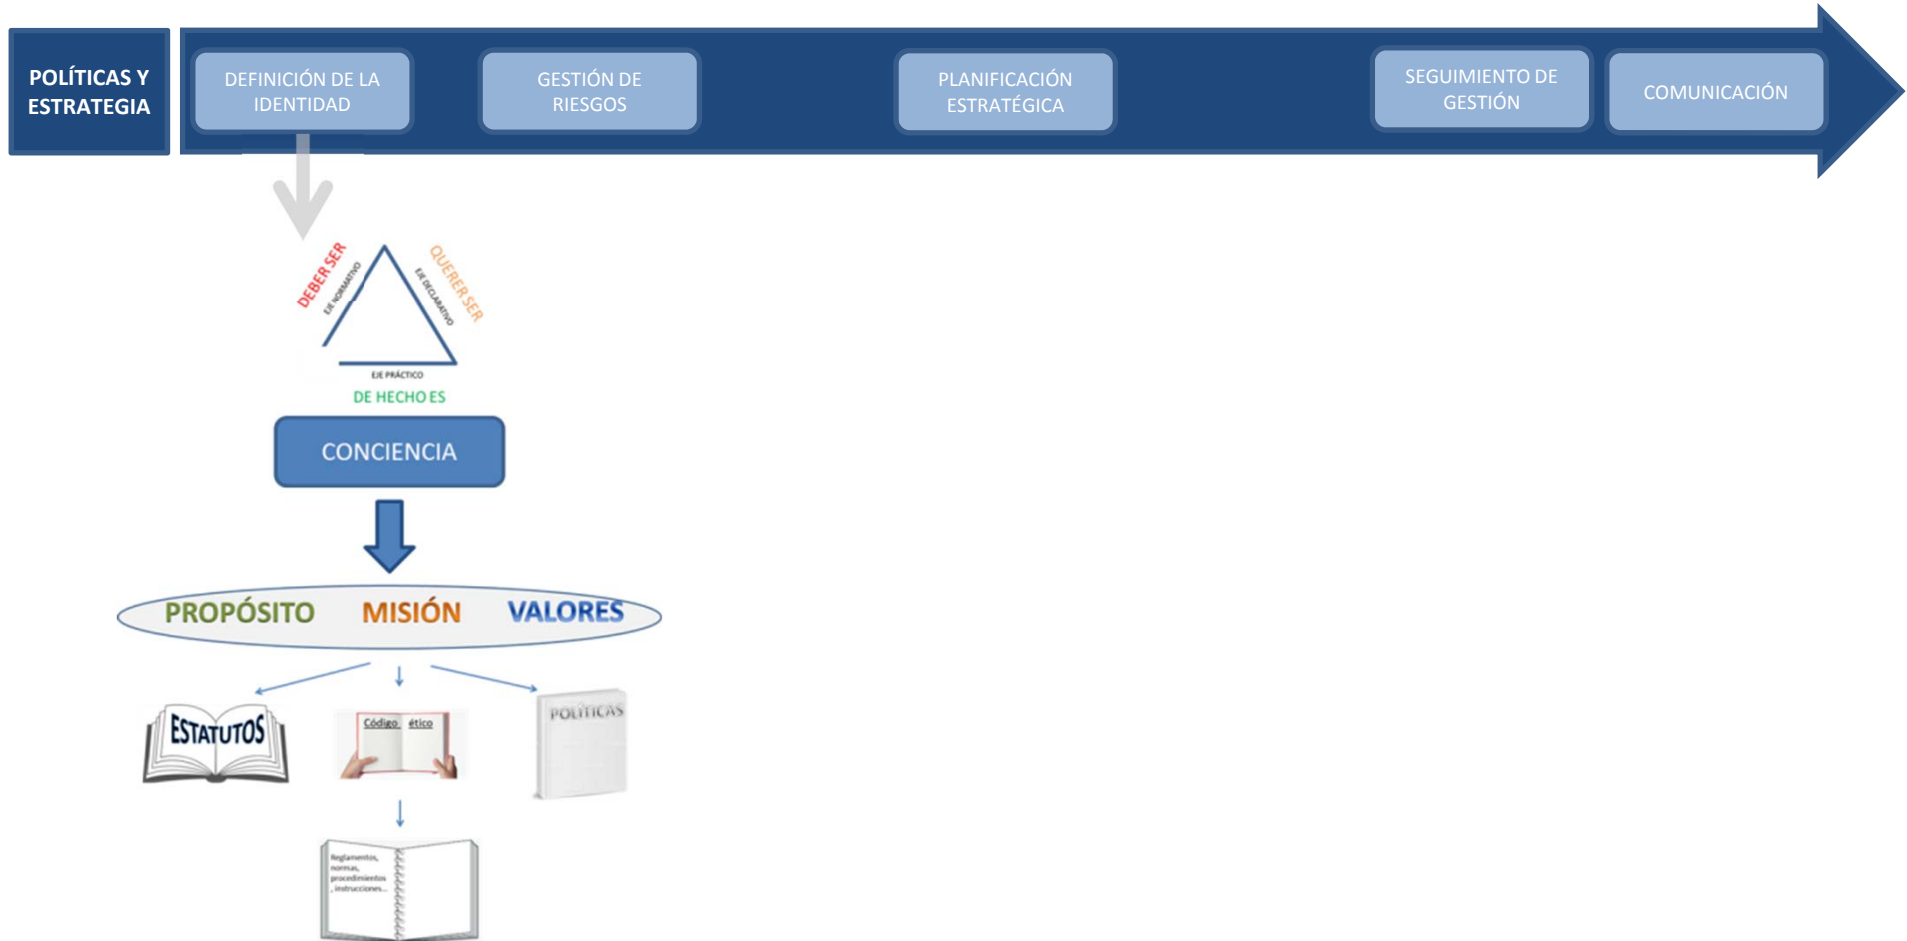 POLÍTICAS Y
ESTRATEGIA
DEFINICIÓN DE LA
IDENTIDAD
GESTIÓN DE
RIESGOS
PLANIFICACIÓN
ESTRATÉGICA
SEGUIMIENTO DE
GESTIÓN
COMUNICACIÓN
DEBER SER
EJE NORMATIVO
QUERER SER
EJE DECLARATIVO
EJE PRÁCTICO
DE HECHO ES
CONCIENCIA
PROPÓSITO MISIÓN VALORES
ESTATUTOS
Código ético
POLÍTICAS
Reglamentos,
normas,
procedimientos
, instrucciones...